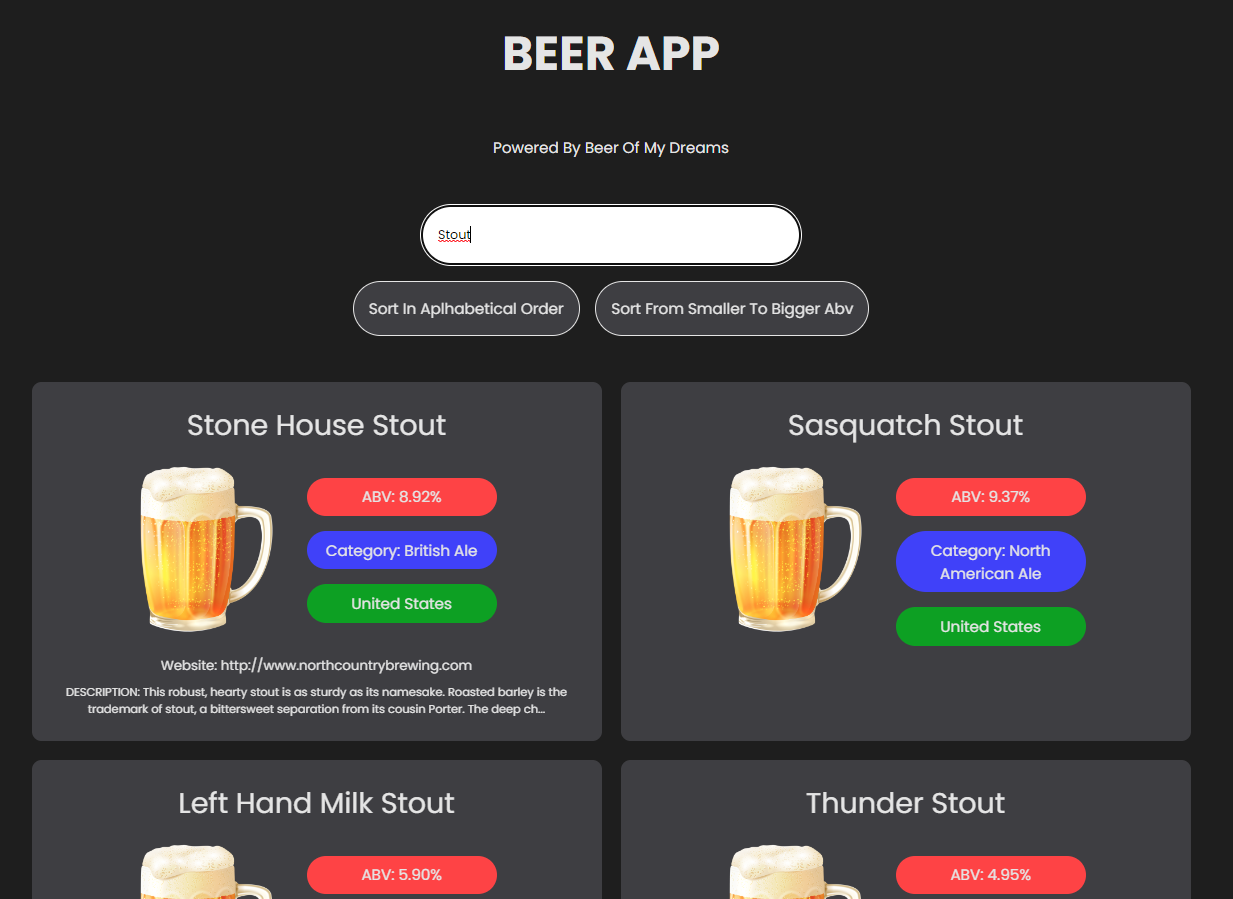 BEER APP
Powered By Beer Of My Dreams
Stout
Sort In Aplhabetical Order
Sort From Smaller To Bigger Abv
Stone House Stout
ABV: 8.92%
Category: British Ale
United States
Website: http://www.northcountrybrewing.com
DESCRIPTION: This robust, hearty stout is as sturdy as its namesake. Roasted barley is the
trademark of stout, a bittersweet separation from its cousin Porter. The deep ch...
Sasquatch Stout
ABV: 9.37%
Category: North
American Ale
United States
Left Hand Milk Stout
ABV: 5.90%
Thunder Stout
ABV: 4.95%